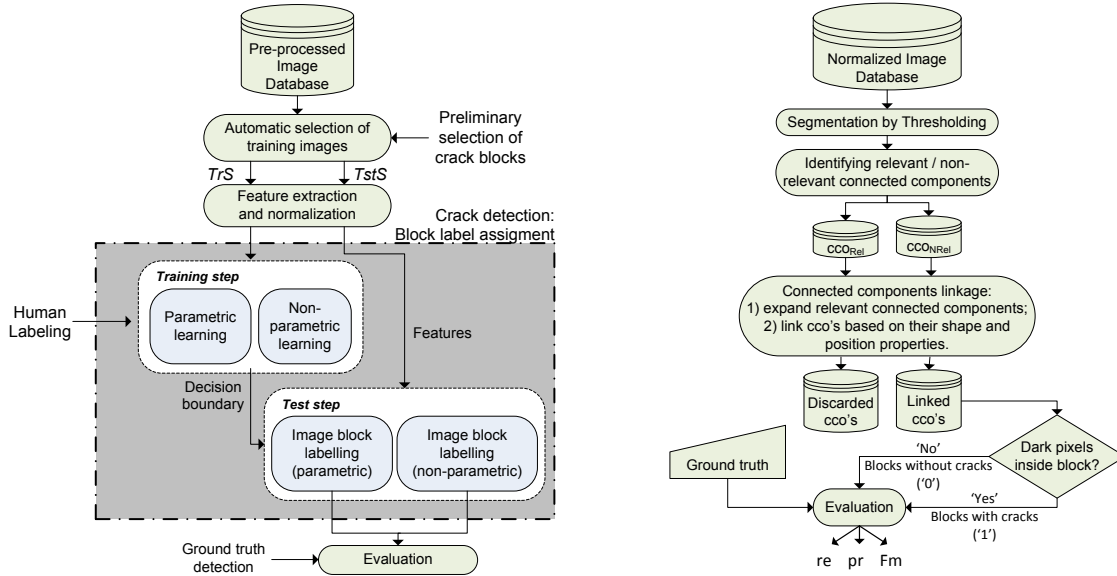 Pre-processed
Image
Database
Automatic selection of
training images
Preliminary
selection of
crack blocks
TrS
TstS
Feature extraction
and normalization
Crack detection:
Block label assigment
Training step
Human
Labeling
Parametric
learning
Non-
parametric
learning
Features
Decision
boundary
Test step
Image block
labelling
(parametric)
Image block
labelling
(non-parametric)
Ground truth
detection
Evaluation
Normalized Image
Database
Segmentation by Thresholding
Identifying relevant / non-
relevant connected components
ccoRel
ccoNRel
Connected components linkage:
1) expand relevant connected components;
2) link cco's based on their shape and
position properties.
Discarded
cco's
Linked
cco's
Ground truth
Dark pixels
inside block?
'No'
Blocks without cracks
('0')
'Yes'
Blocks with cracks
('1')
Evaluation
re pr Fm